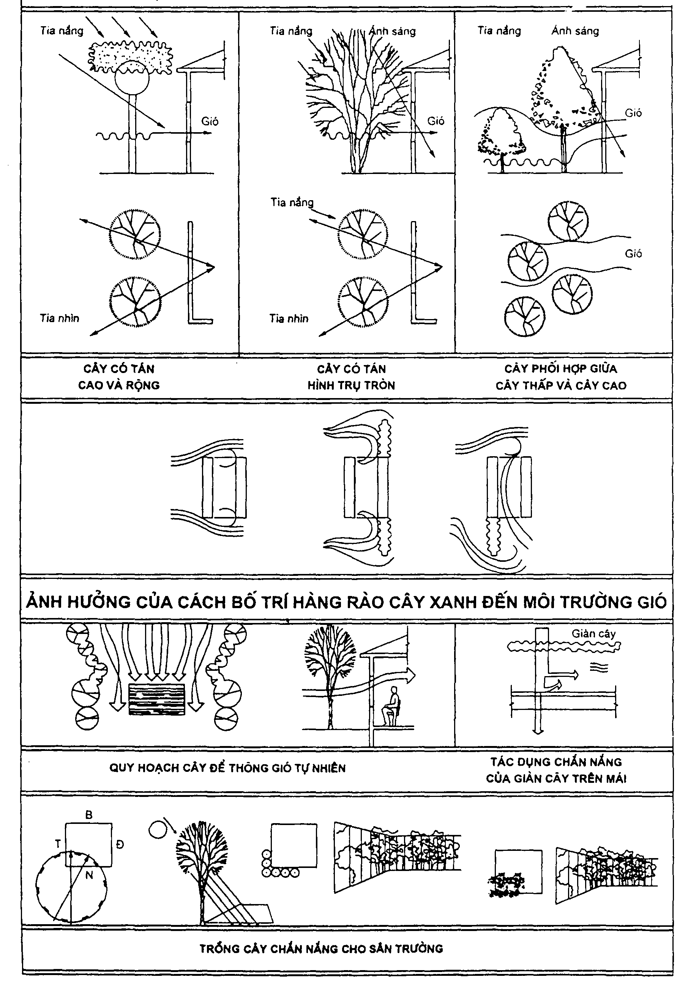 Tia nắng
Gió
Tia nhìn
Tia nắng
Ánh sáng
Gió
Tia nắng
Tia nhìn
Tia nắng
Ánh sáng
Gió
Gió
CÂY CÓ TÁN
CAO VÀ RỘNG
CÂY CÓ TÁN
HÌNH TRỤ TRÒN
CÂY PHỐI HỢP GIỮA
CÂY THẤP VÀ CÂY CAO
ẢNH HƯỞNG CỦA CÁCH BỐ TRÍ HÀNG RÀO CÂY XANH ĐẾN MÔI TRƯỜNG GIÓ
Giàn cây
QUY HOẠCH CÂY ĐỂ THÔNG GIÓ TỰ NHIÊN
TÁC DỤNG CHẮN NẮNG
CỦA GIÀN CÂY TRÊN MÁI
B
T
Đ
N
TRỒNG CÂY CHẮN NẮNG CHO SÂN TRƯỜNG